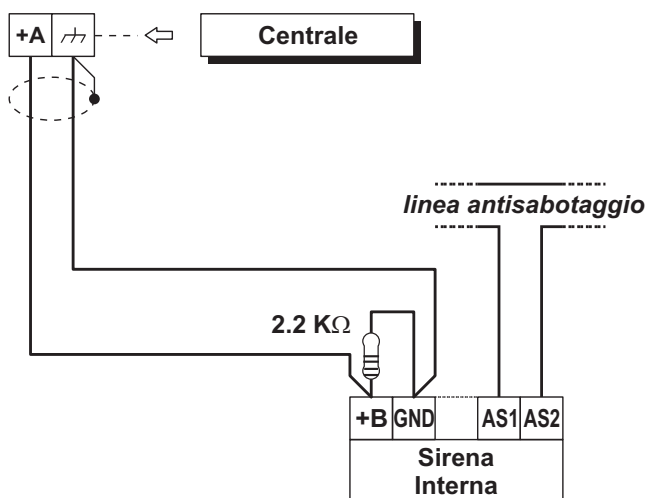 +A
Centrale
linea antisabotaggio
2.2 KΩ
+B GND AS1 AS2
Sirena
Interna